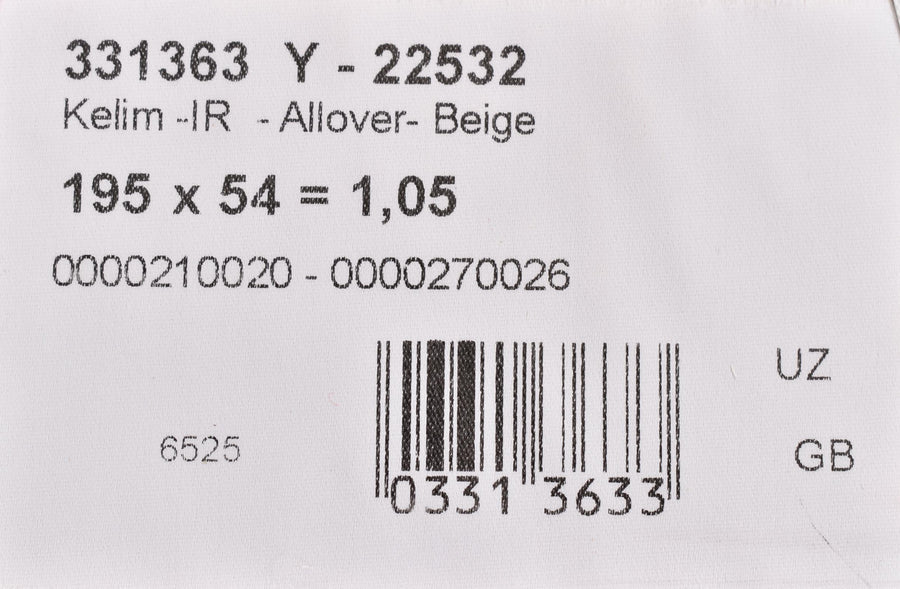 331363 Y - 22532
Kelim -IR - Allover- Beige
195 x 54 = 1,05
0000210020 - 0000270026
UZ
6525
GB
0331 3633